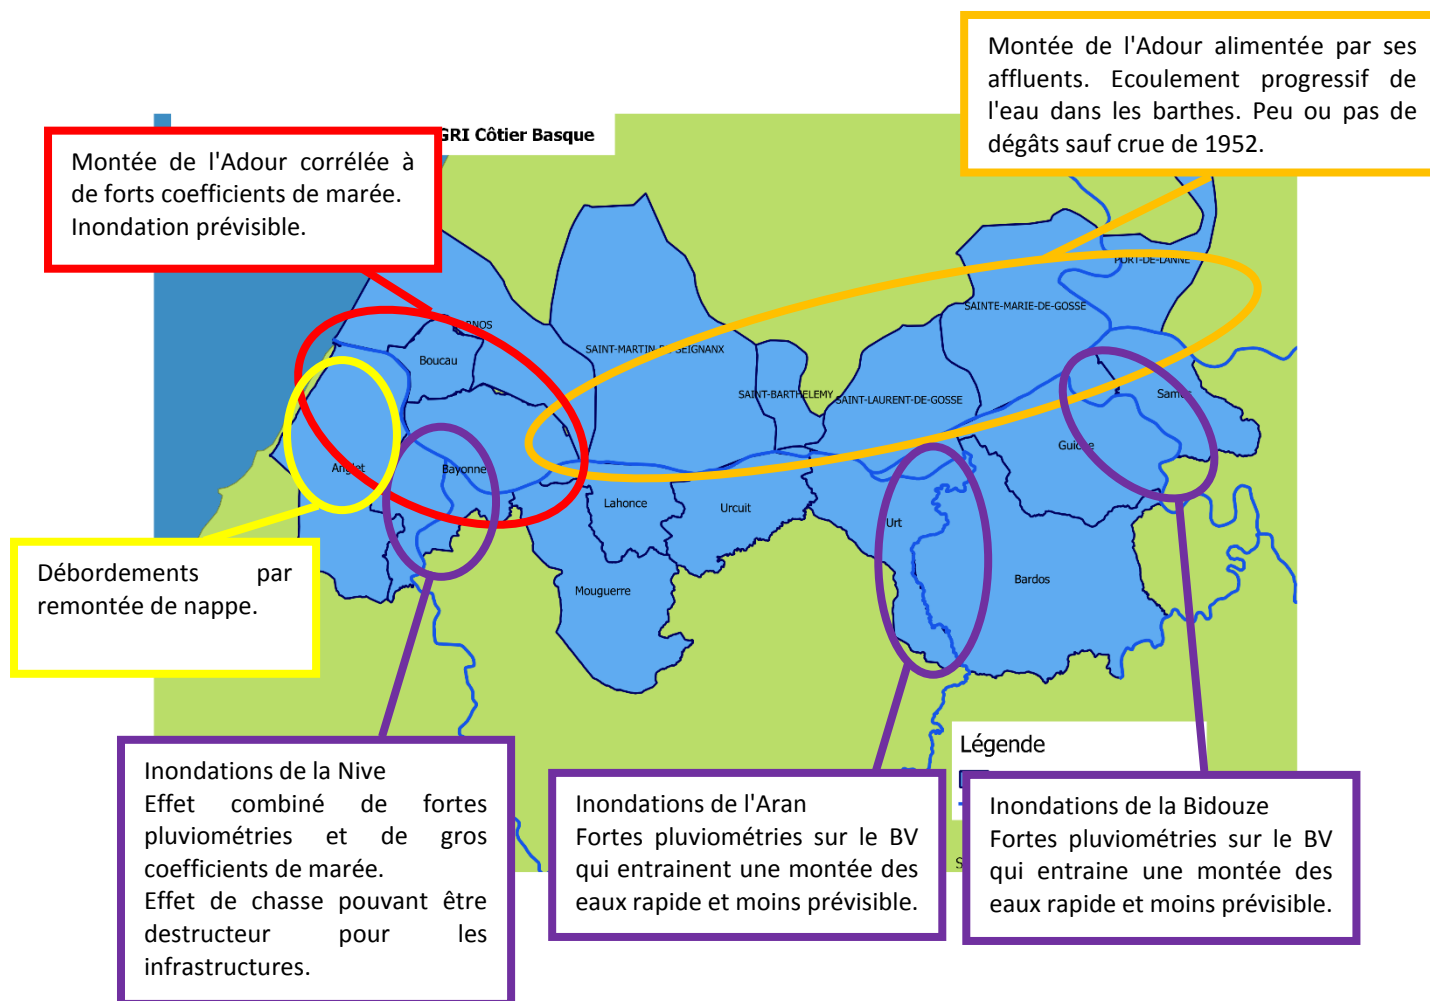 Montée de l'Adour alimentée par ses
affluents. Ecoulement progressif de
l'eau dans les barthes. Peu ou pas de
dégâts sauf crue de 1952.
GRI Côtier Basque
Montée de l'Adour corrélée à
de forts coefficients de marée.
Inondation prévisible.
PORT-DE-LANNE
SAINTE-MARIE-DE-GOSSE
Boucau
SAINT-BARTHELEMY
SAINT-LAURENT-DE-GOSSE
Anglet
Bayonne
Lahonce
Urcuit
Urt
Bardos
Mouguerre
Débordements par
remontée de nappe.
Légende
Inondations de la Nive
Effet combiné de fortes
pluviométries et de gros
coefficients de marée.
Effet de chasse pouvant être
destructeur pour les
infrastructures.
Inondations de l'Aran
Fortes pluviométries sur le BV
qui entrainent une montée des
eaux rapide et moins prévisible.
Inondations de la Bidouze
Fortes pluviométries sur le BV
qui entraine une montée des
eaux rapide et moins prévisible.